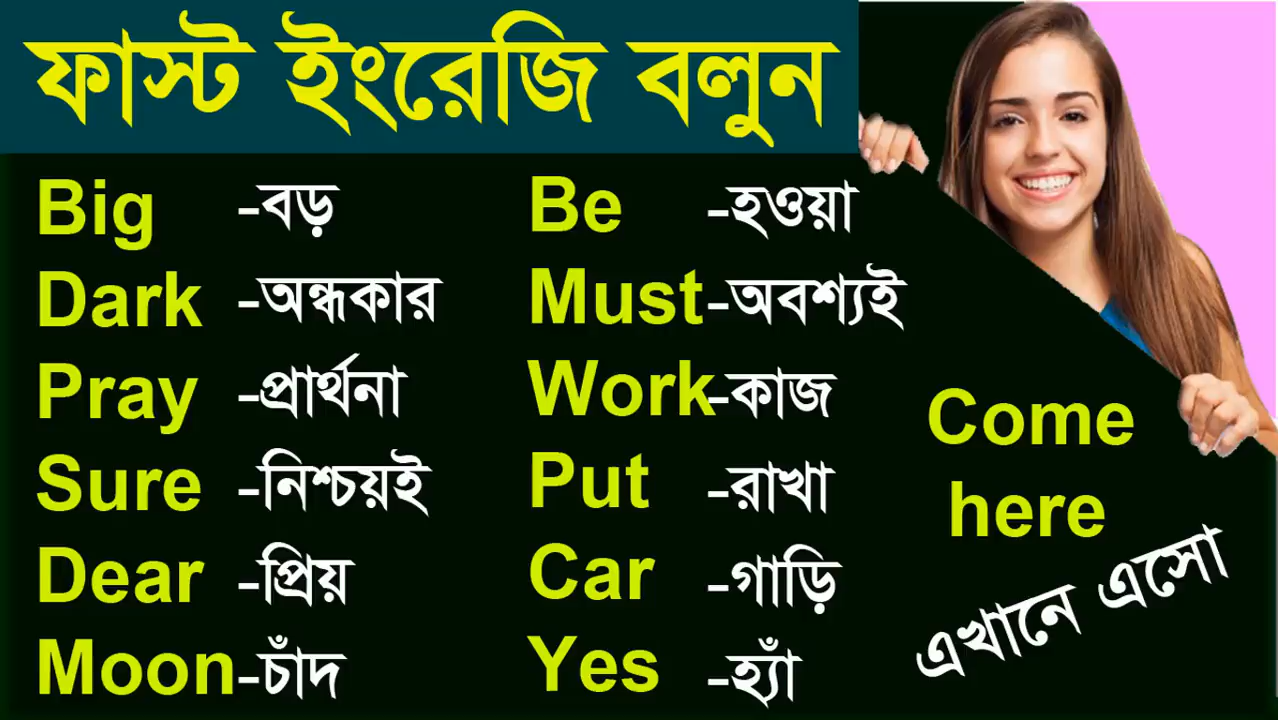 ফাস্ট ইংরেজি বলুন
Big -বড়
Dark -অন্ধকার
Pray -প্রার্থনা
Sure -নিশ্চয়ই
Dear -প্রিয়
Moon-চাঁদ
Be -হওয়া
Must-অবশ্যই
Work-কাজ
Put -রাখা
Car -গাড়ি
Yes -হ্যাঁ
Come
here
এখানে এসো